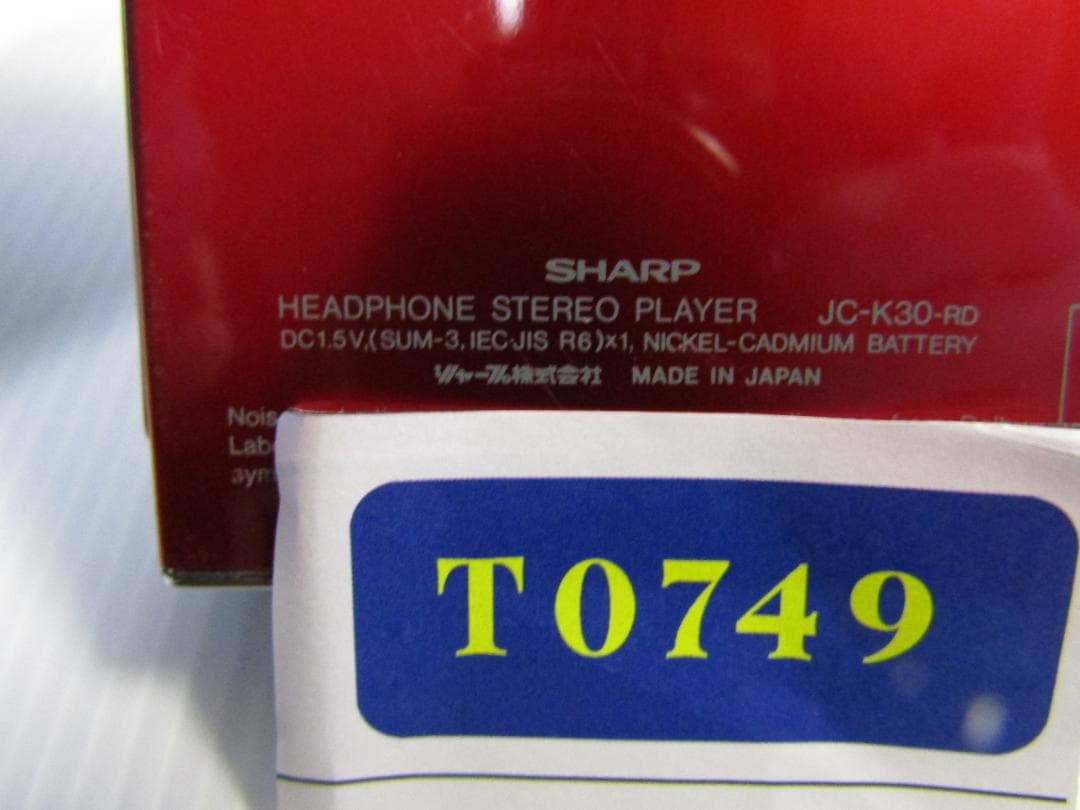 SHARP
HEADPHONE STEREO PLAYER JC-K30-RD
DC1.5V,(SUM-3, IEC·JIS R6)×1, NICKEL-CADMIUM BATTERY
シャープ株式会社 MADE IN JAPAN
T0749